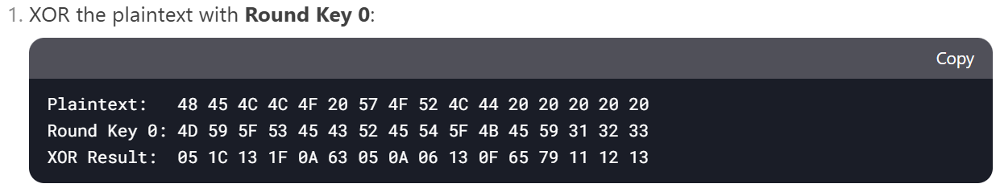 1. XOR the plaintext with Round Key 0:
Copy
Plaintext: 48 45 4C 4C 4F 20 57 4F 52 4C 44 20 20 20 20 20
Round Key 0: 4D 59 5F 53 45 43 52 45 54 5F 4B 45 59 31 32 33
XOR Result: 05 1C 13 1F 0A 63 05 0A 06 13 0F 65 79 11 12 13